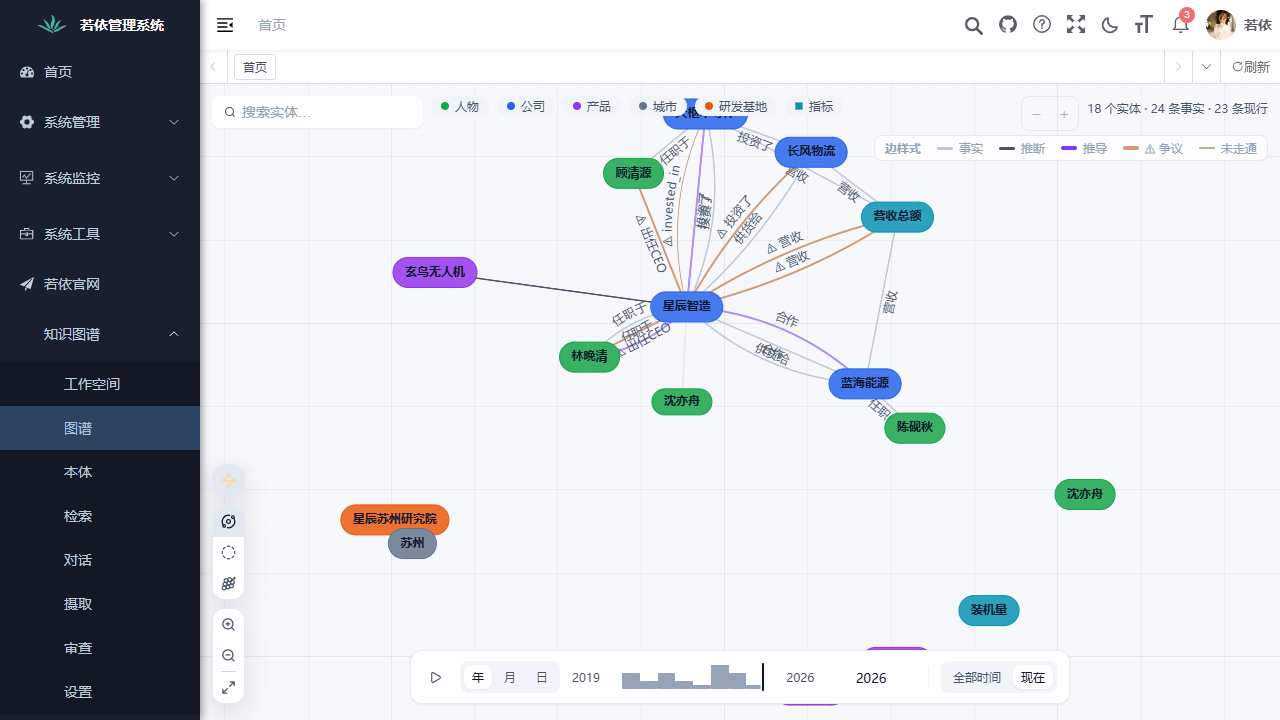 若依管理系统
首页
系统管理
系统监控
系统工具
若依官网
知识图谱
工作空间
图谱
本体
检索
对话
摄取
审查
设置
首页
3
若依
首页
刷新
搜索实体...
人物
公司
产品
城市
研发基地
指标
18 个实体 · 24 条事实 · 23 条现行
边样式
事实
推断
推导
⚠ 争议
未走通
长风物流
顾清源
营收总额
玄鸟无人机
星辰智造
林晚清
沈亦舟
蓝海能源
陈砚秋
沈亦舟
星辰苏州研究院
苏州
装机量
任职于
投资了
营收
营收
⚠ invested_in
投资了
⚠ 投资了
供货给
⚠ 出任CEO
⚠ 营收
⚠ 营收
营收
任职于
任职于
⚠ 出任CEO
合作
供货给
合作
任职
年
月
日
2019
2026
2026
全部时间
现在